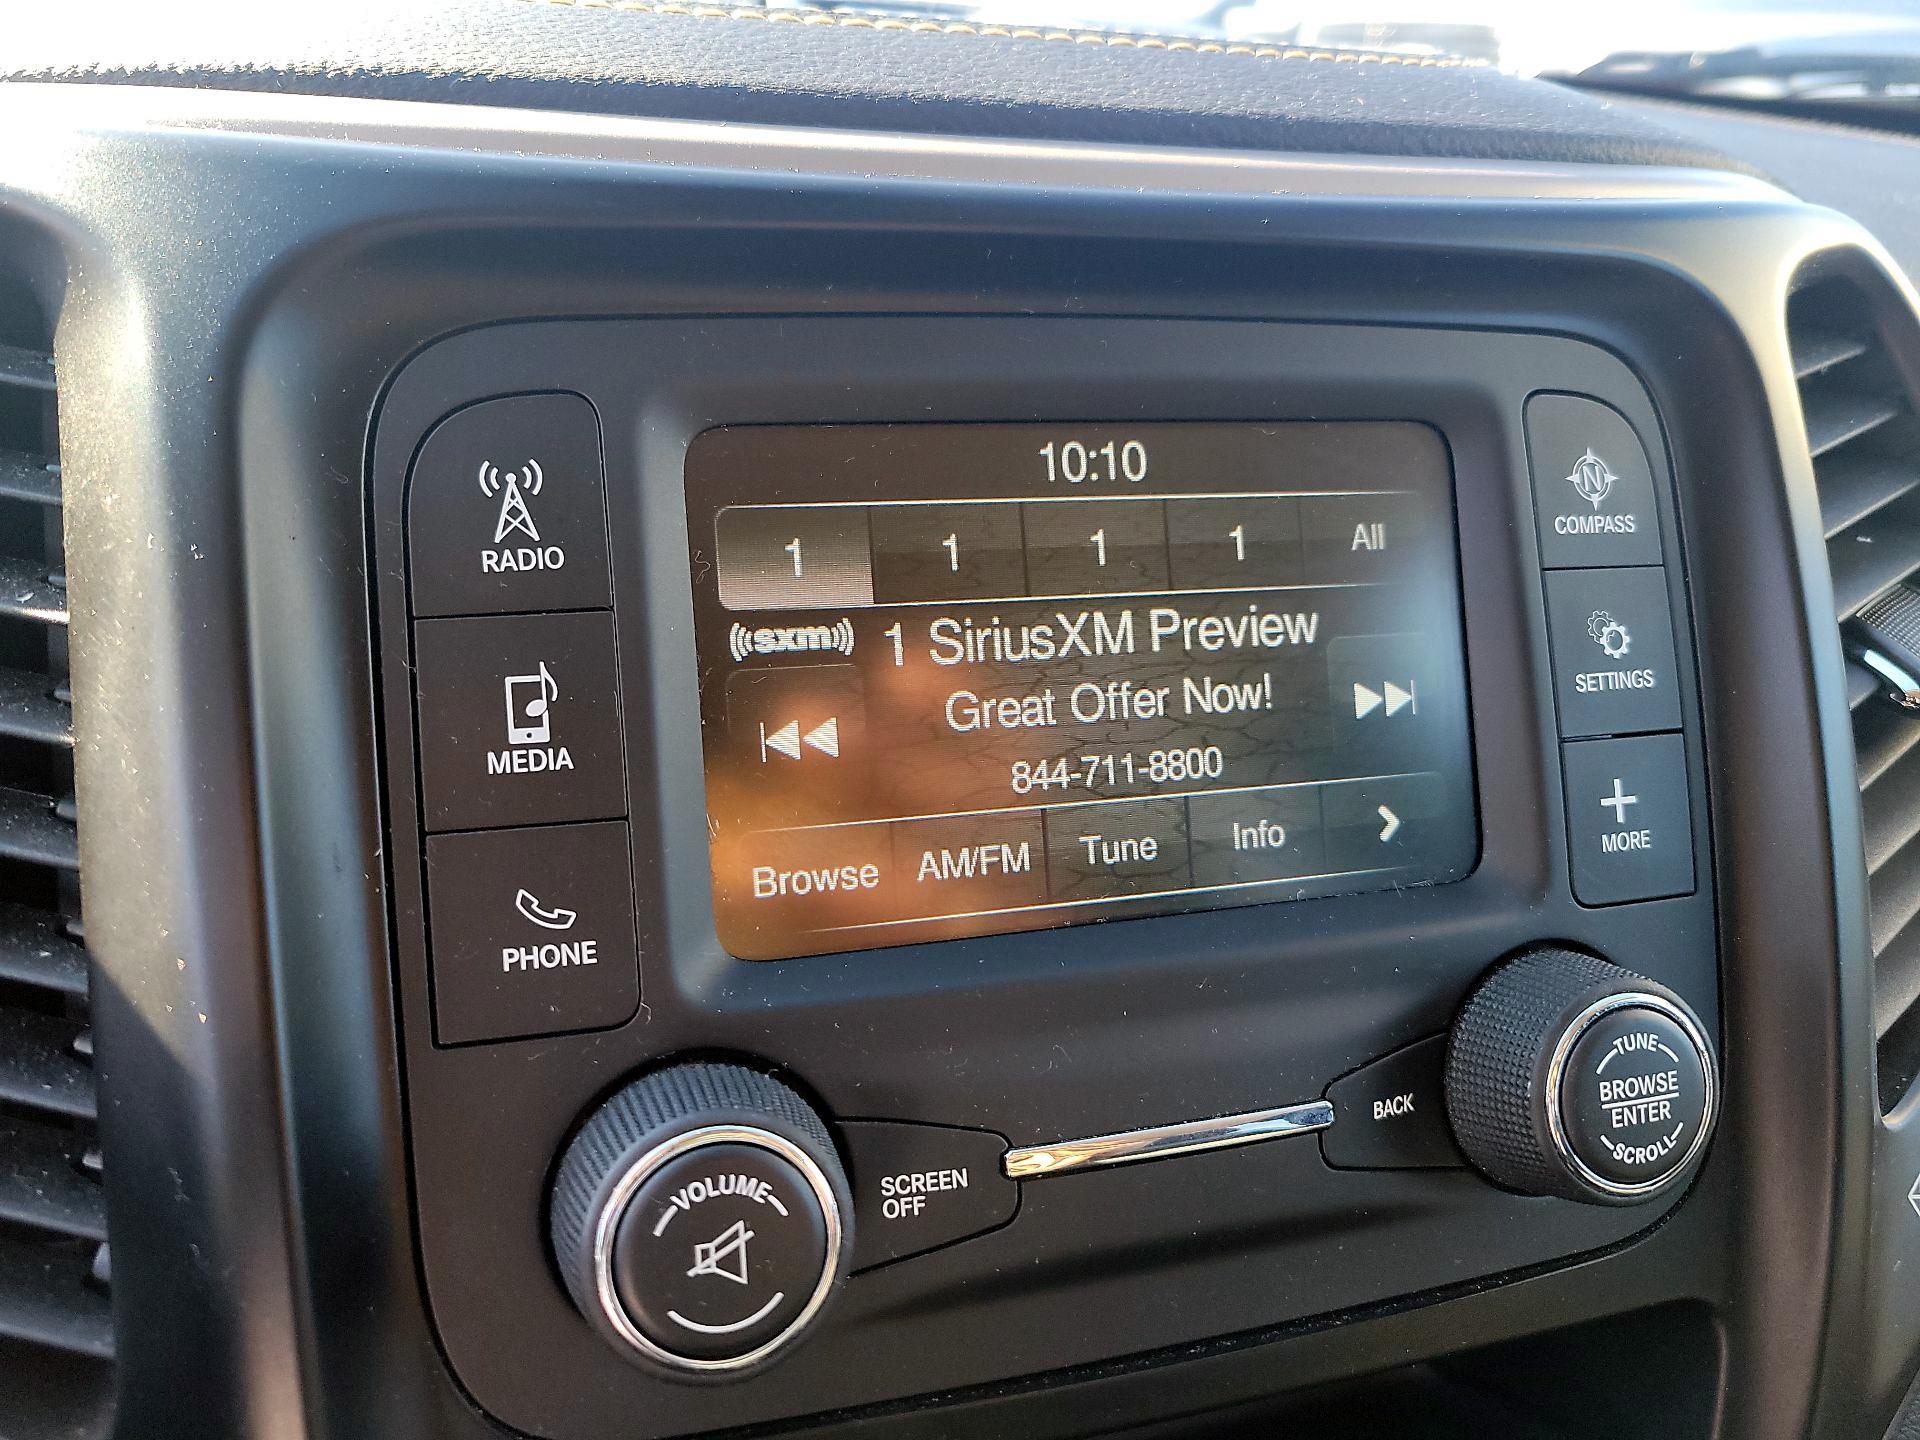 10:10
1 1 1 1 All
sxm 1 SiriusXM Preview
Great Offer Now!
844-711-8800
Browse AM/FM Tune Info
RADIO
MEDIA
PHONE
N
COMPASS
SETTINGS
MORE
VOLUME
SCREEN
OFF
BACK
TUNE
BROWSE
ENTER
SCROLL